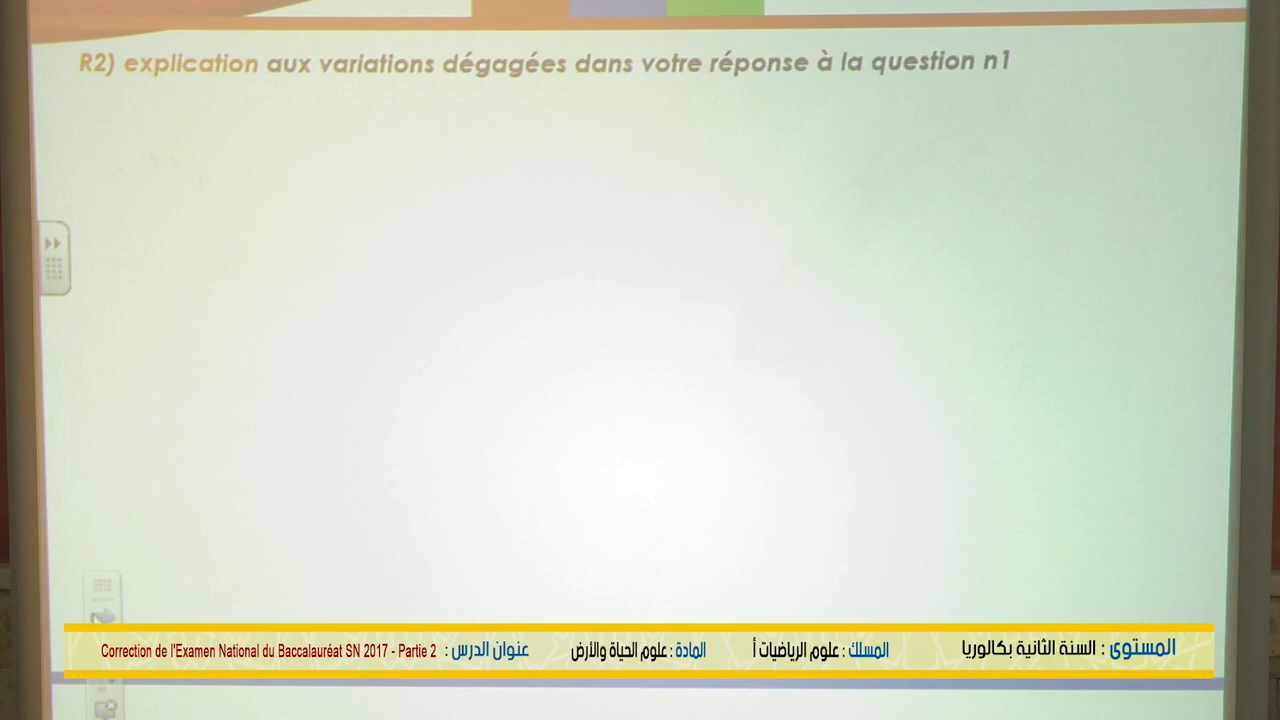 R2) explication aux variations dégagées dans votre réponse à la question n1
المستوى : السنة الثانية بكالوريا المسلك : علوم الرياضيات أ المادة : علوم الحياة والأرض عنوان الدرس : Correction de l'Examen National du Baccalauréat SN 2017 - Partie 2